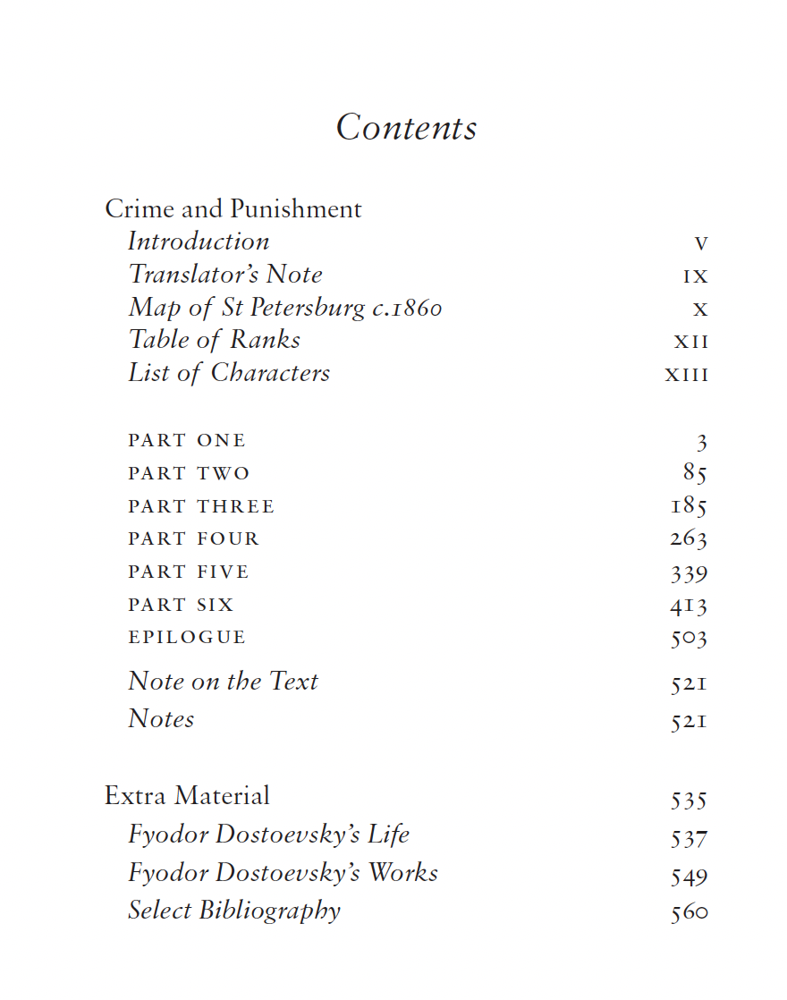 Contents
Crime and Punishment
Introduction V
Translator’s Note IX
Map of St Petersburg c.1860 X
Table of Ranks XII
List of Characters XIII
PART ONE 3
PART TWO 85
PART THREE 185
PART FOUR 263
PART FIVE 339
PART SIX 413
EPILOGUE 503
Note on the Text 521
Notes 521
Extra Material 535
Fyodor Dostoevsky’s Life 537
Fyodor Dostoevsky’s Works 549
Select Bibliography 560